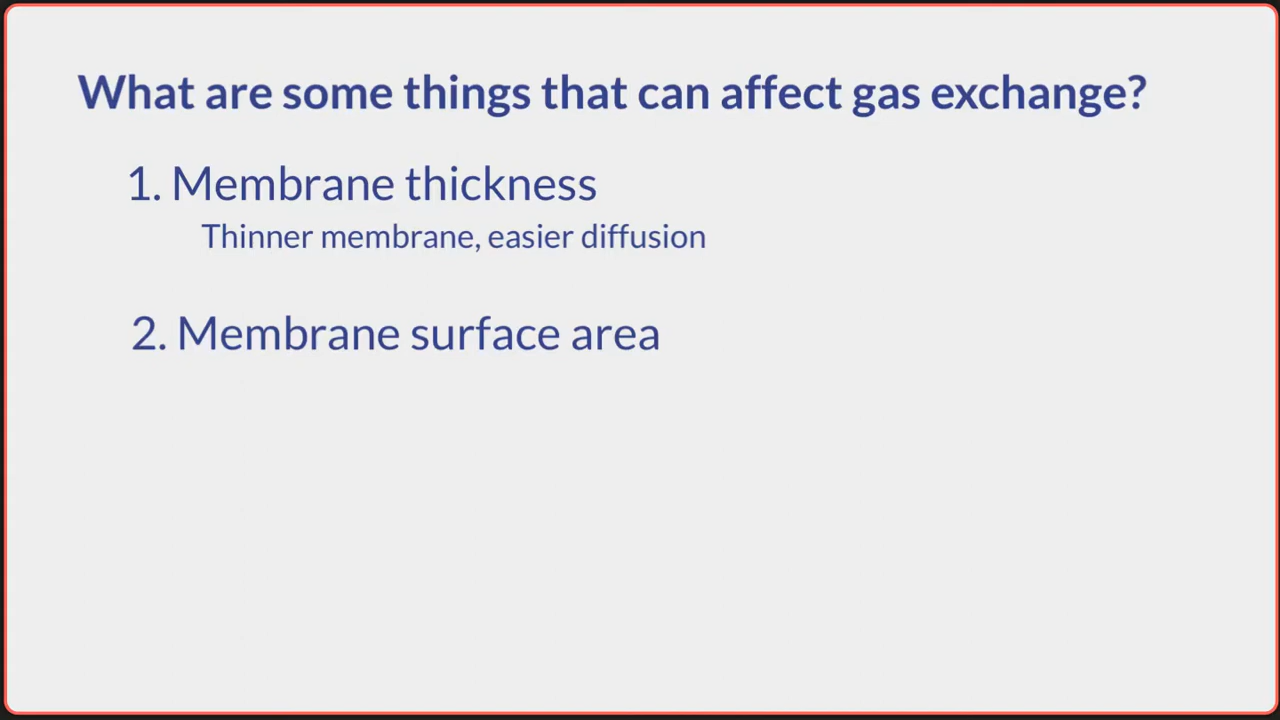 What are some things that can affect gas exchange?
1. Membrane thickness
Thinner membrane, easier diffusion
2. Membrane surface area